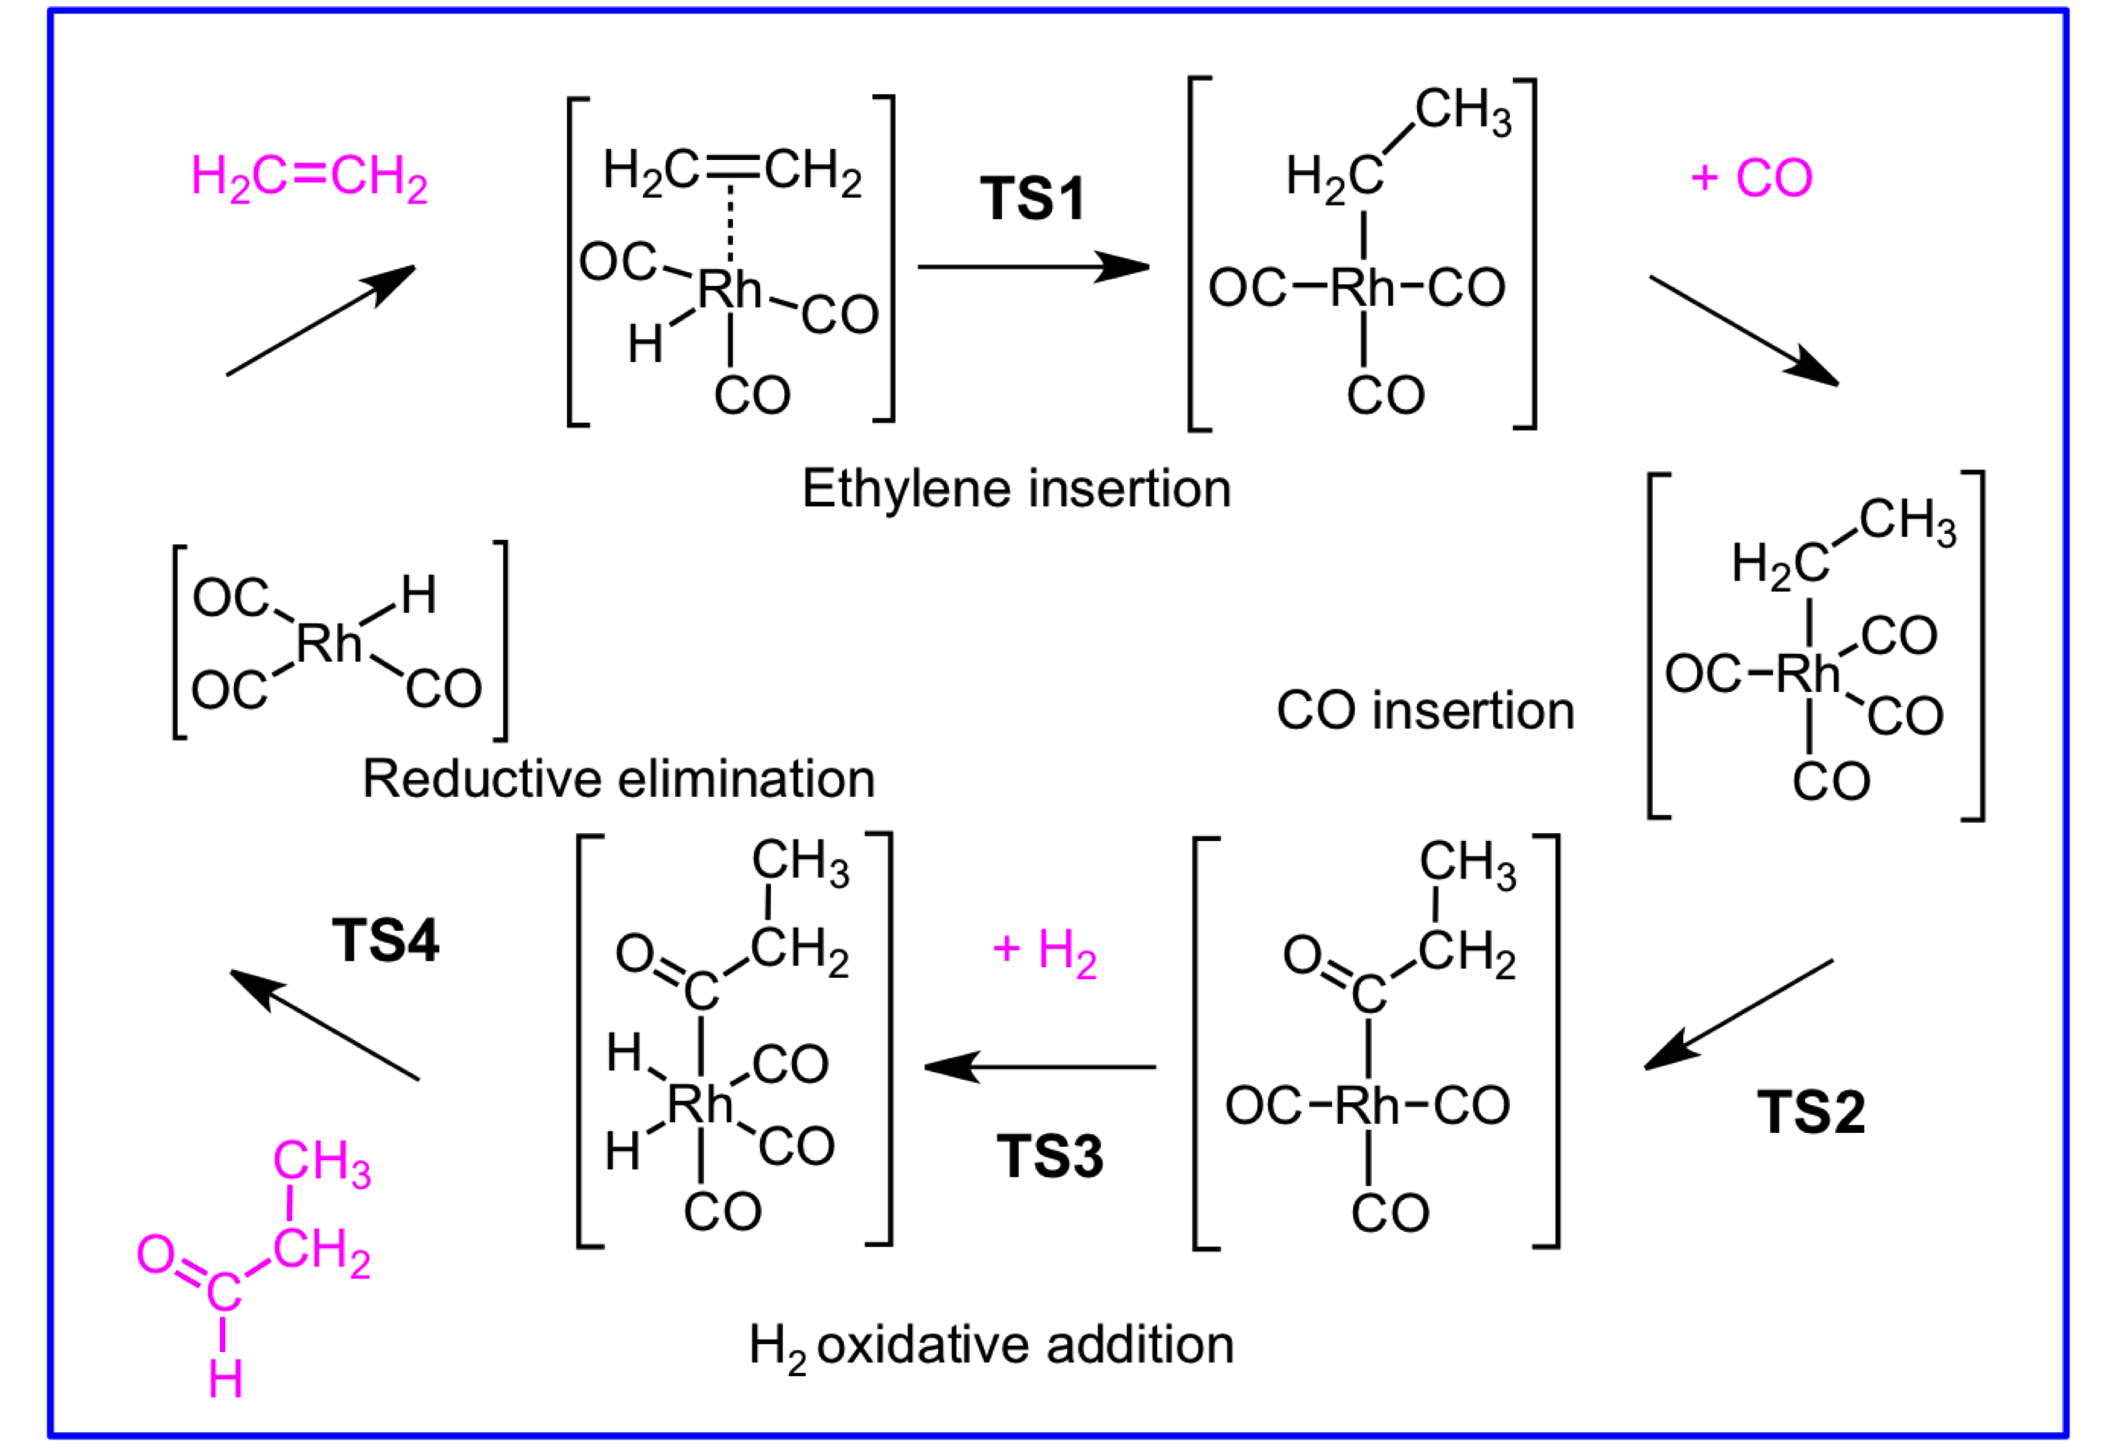 H2C=CH2
H2C=CH2
OC
Rh
CO
H
CO
TS1
CH3
H2C
OC-Rh-CO
CO
+ CO
Ethylene insertion
OC
H
Rh
OC
CO
CH3
H2C
CO
OC-Rh
CO
CO
CO insertion
Reductive elimination
TS4
CH3
O
CH2
C
H
CO
Rh
H
CO
CO
+ H2
TS3
CH3
O
CH2
C
OC-Rh-CO
CO
TS2
CH3
O
CH2
C
H
H2 oxidative addition